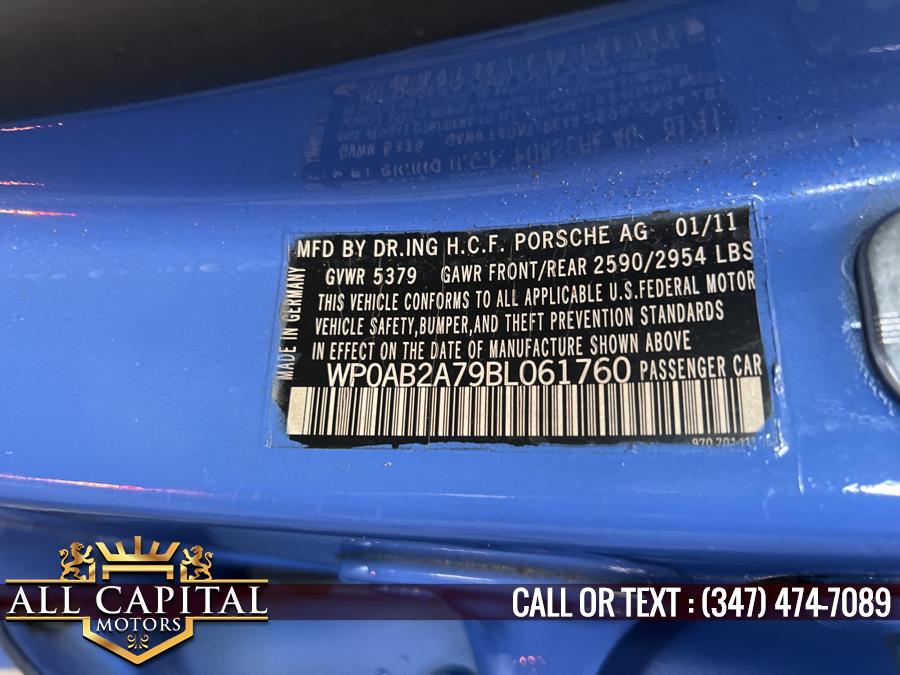 MFD BY DR.ING H.C.F. PORSCHE AG 01/11
GVWR 5379 GAWR FRONT/REAR 2590/2954 LBS
THIS VEHICLE CONFORMS TO ALL APPLICABLE U.S.FEDERAL MOTOR
VEHICLE SAFETY,BUMPER,AND THEFT PREVENTION STANDARDS
IN EFFECT ON THE DATE OF MANUFACTURE SHOWN ABOVE
WP0AB2A79BL061760 PASSENGER CAR
MADE IN GERMANY
ALL CAPITAL
MOTORS
CALL OR TEXT : (347) 474-7089